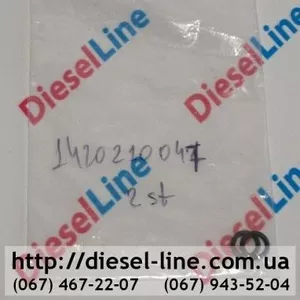 DieselLine
DieselLine
DieselLine
1420210047
2 st
http://diesel-line.com.ua
(067) 467-22-07 (067) 943-52-04